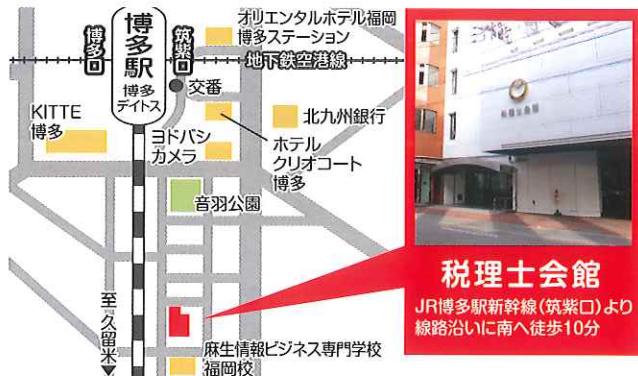 オリエンタルホテル福岡
博多ステーション
博多口
博多駅
博多
デイトス
筑紫口
地下鉄空港線
交番
KITTE
博多
ヨドバシ
カメラ
北九州銀行
ホテル
クリオコート
博多
音羽公園
至久留米
麻生情報ビジネス専門学校
福岡校
税理士会館
税理士会館
JR博多駅新幹線(筑紫口)より
線路沿いに南へ徒歩10分